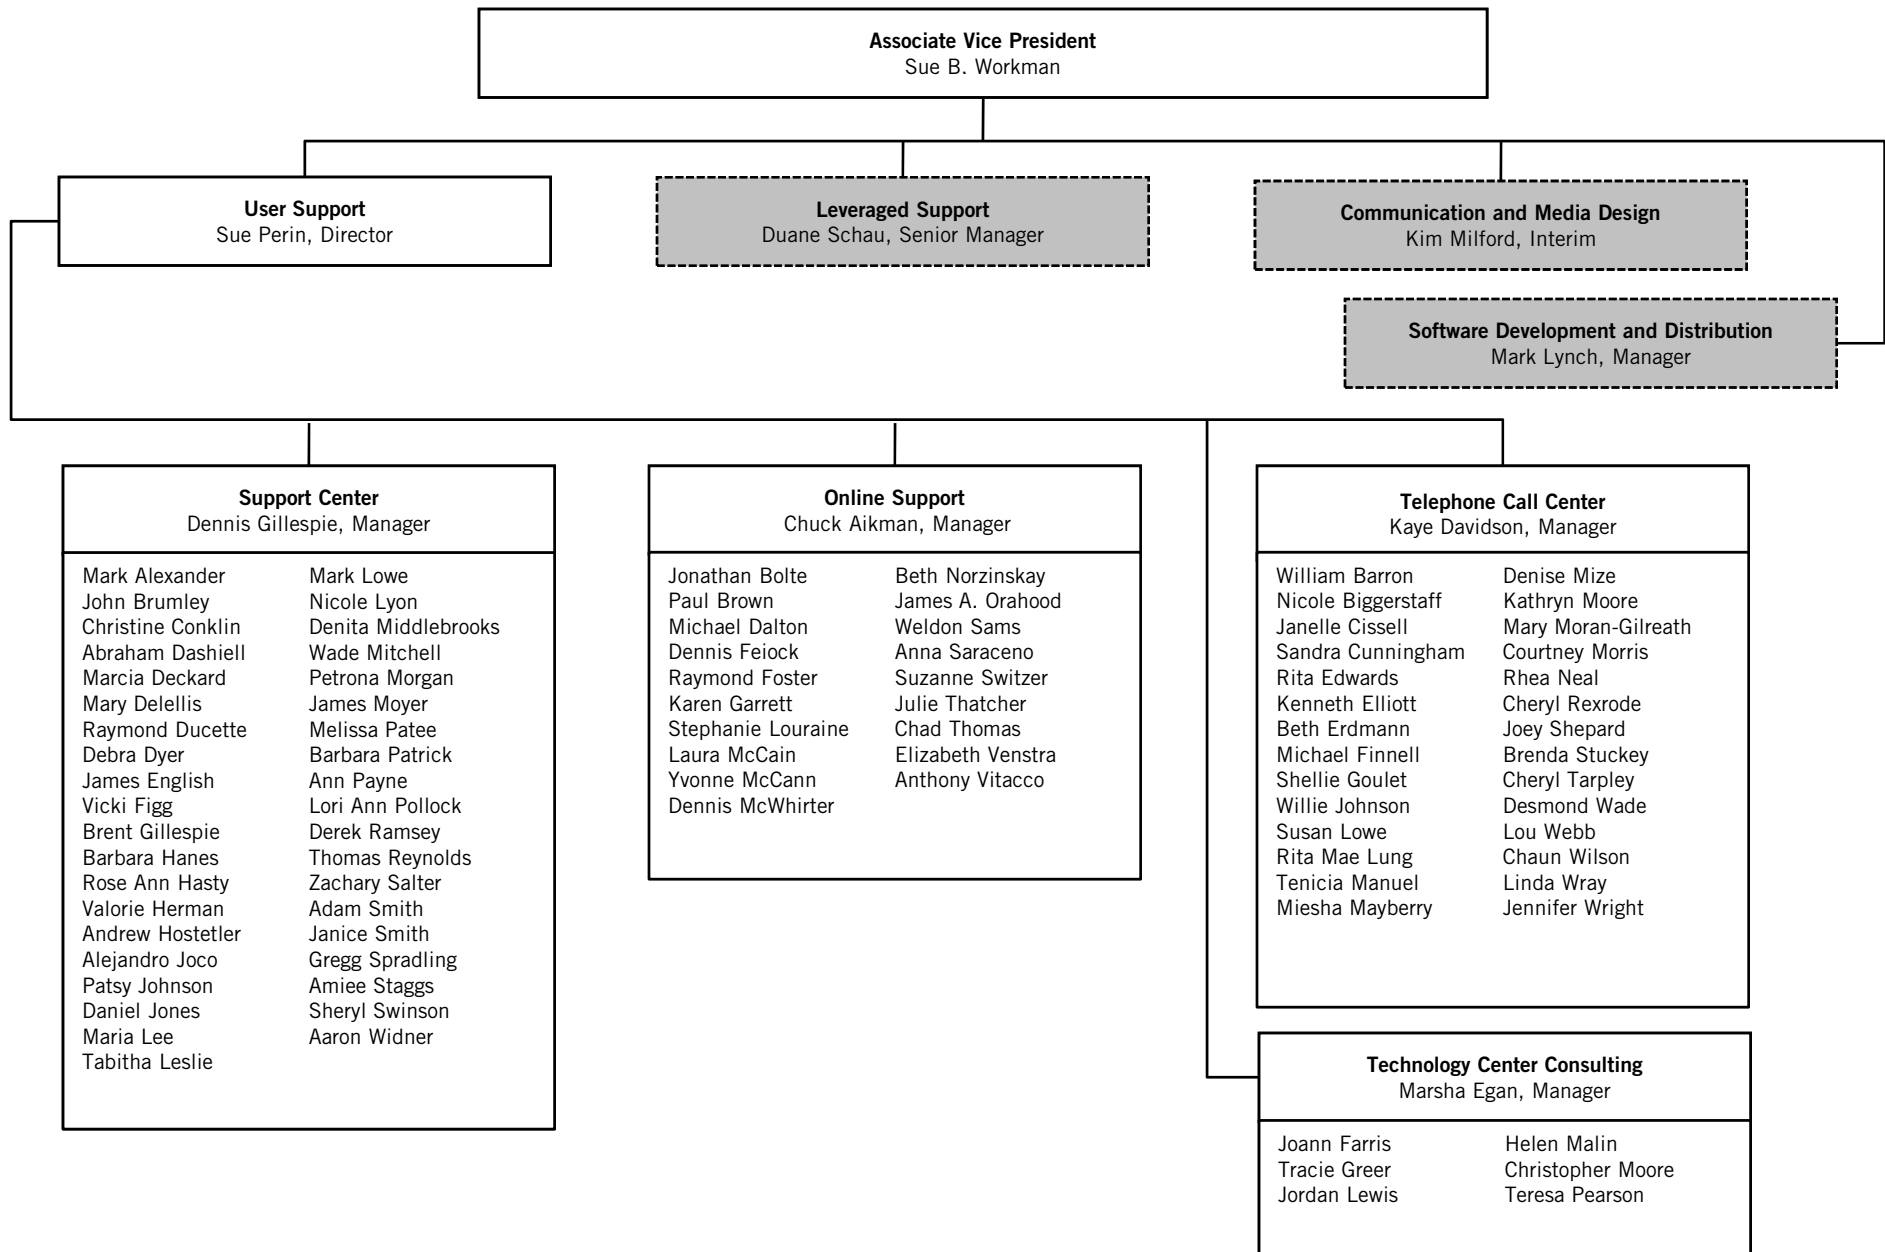 Associate Vice President
Sue B. Workman
User Support
Sue Perin, Director
Leveraged Support
Duane Schau, Senior Manager
Communication and Media Design
Kim Milford, Interim
Software Development and Distribution
Mark Lynch, Manager
Support Center
Dennis Gillespie, Manager
Mark Alexander
John Brumley
Christine Conklin
Abraham Dashiell
Marcia Deckard
Mary Delellis
Raymond Ducette
Debra Dyer
James English
Vicki Figg
Brent Gillespie
Barbara Hanes
Rose Ann Hasty
Valorie Herman
Andrew Hostetler
Alejandro Joco
Patsy Johnson
Daniel Jones
Maria Lee
Tabitha Leslie
Mark Lowe
Nicole Lyon
Denita Middlebrooks
Wade Mitchell
Petrona Morgan
James Moyer
Melissa Patee
Barbara Patrick
Ann Payne
Lori Ann Pollock
Derek Ramsey
Thomas Reynolds
Zachary Salter
Adam Smith
Janice Smith
Gregg Spradling
Amiee Staggs
Sheryl Swinson
Aaron Widner
Online Support
Chuck Aikman, Manager
Jonathan Bolte
Paul Brown
Michael Dalton
Dennis Feiock
Raymond Foster
Karen Garrett
Stephanie Louraine
Laura McCain
Yvonne McCann
Dennis McWhirter
Beth Norzinskay
James A. Orahood
Weldon Sams
Anna Saraceno
Suzanne Switzer
Julie Thatcher
Chad Thomas
Elizabeth Venstra
Anthony Vitacco
Telephone Call Center
Kaye Davidson, Manager
William Barron
Nicole Biggerstaff
Janelle Cissell
Sandra Cunningham
Rita Edwards
Kenneth Elliott
Beth Erdmann
Michael Finnell
Shellie Goulet
Willie Johnson
Susan Lowe
Rita Mae Lung
Tenicia Manuel
Miesha Mayberry
Denise Mize
Kathryn Moore
Mary Moran-Gilreath
Courtney Morris
Rhea Neal
Cheryl Rexrode
Joey Shepard
Brenda Stuckey
Cheryl Tarpley
Desmond Wade
Lou Webb
Chaun Wilson
Linda Wray
Jennifer Wright
Technology Center Consulting
Marsha Egan, Manager
Joann Farris
Tracie Greer
Jordan Lewis
Helen Malin
Christopher Moore
Teresa Pearson